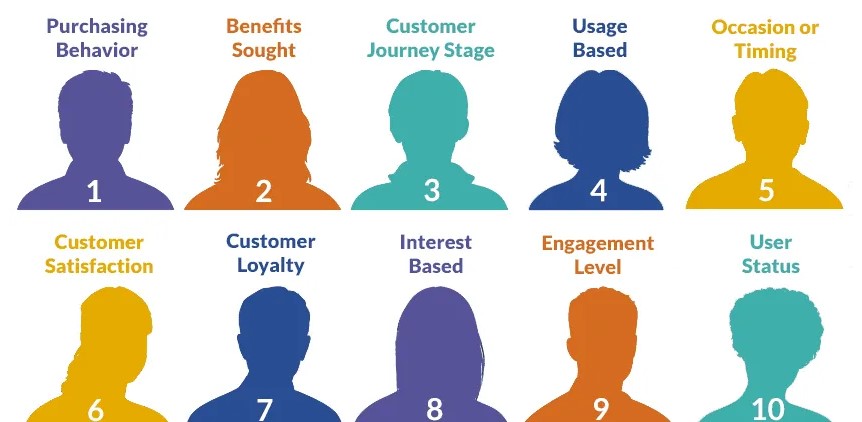 Purchasing
Behavior
Benefits
Sought
Customer
Journey Stage
Usage
Based
Occasion or
Timing
1
2
3
4
5
Customer
Satisfaction
Customer
Loyalty
Interest
Based
Engagement
Level
User
Status
6
7
8
9
10